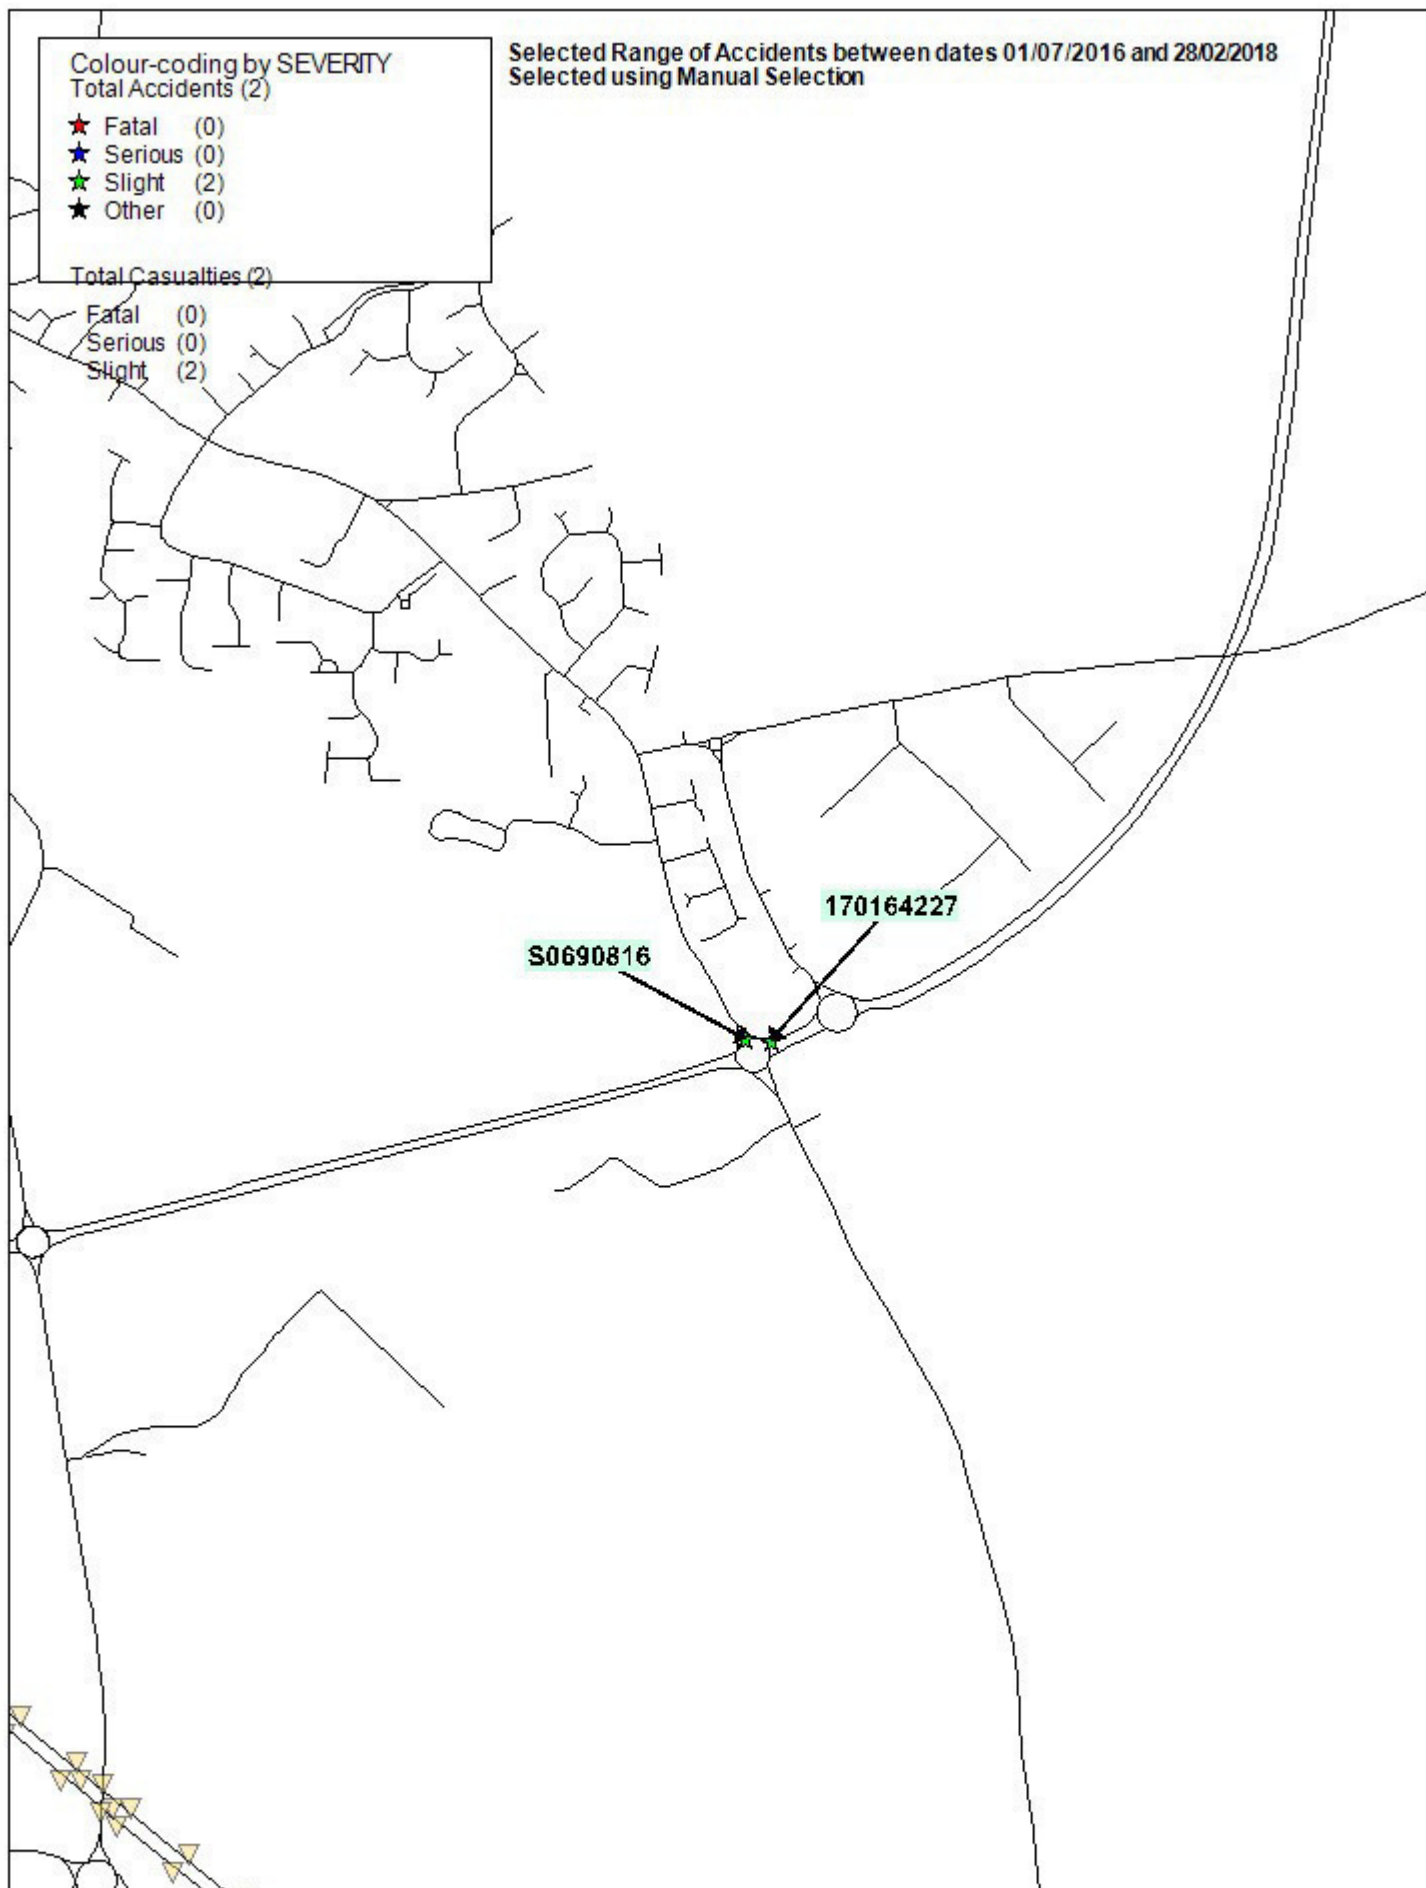 Colour-coding by SEVERITY
Total Accidents (2)
Fatal (0)
Serious (0)
Slight (2)
Other (0)
Total Casualties (2)
Fatal (0)
Serious (0)
Slight (2)
Selected Range of Accidents between dates 01/07/2016 and 28/02/2018
Selected using Manual Selection
170164227
S0690816